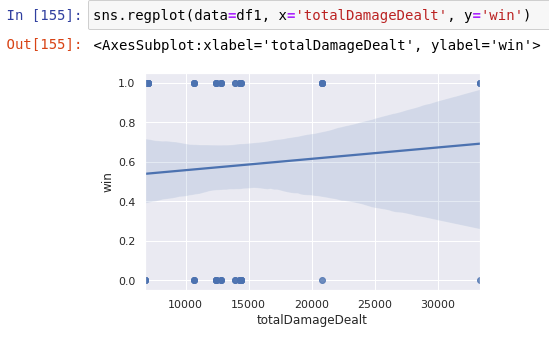 In [155]: sns.regplot(data=df1, x='totalDamageDealt', y='win')
Out[155]: <AxesSubplot:xlabel='totalDamageDealt', ylabel='win'>
1.0
0.8
0.6
0.4
0.2
0.0
win
10000 15000 20000 25000 30000
totalDamageDealt